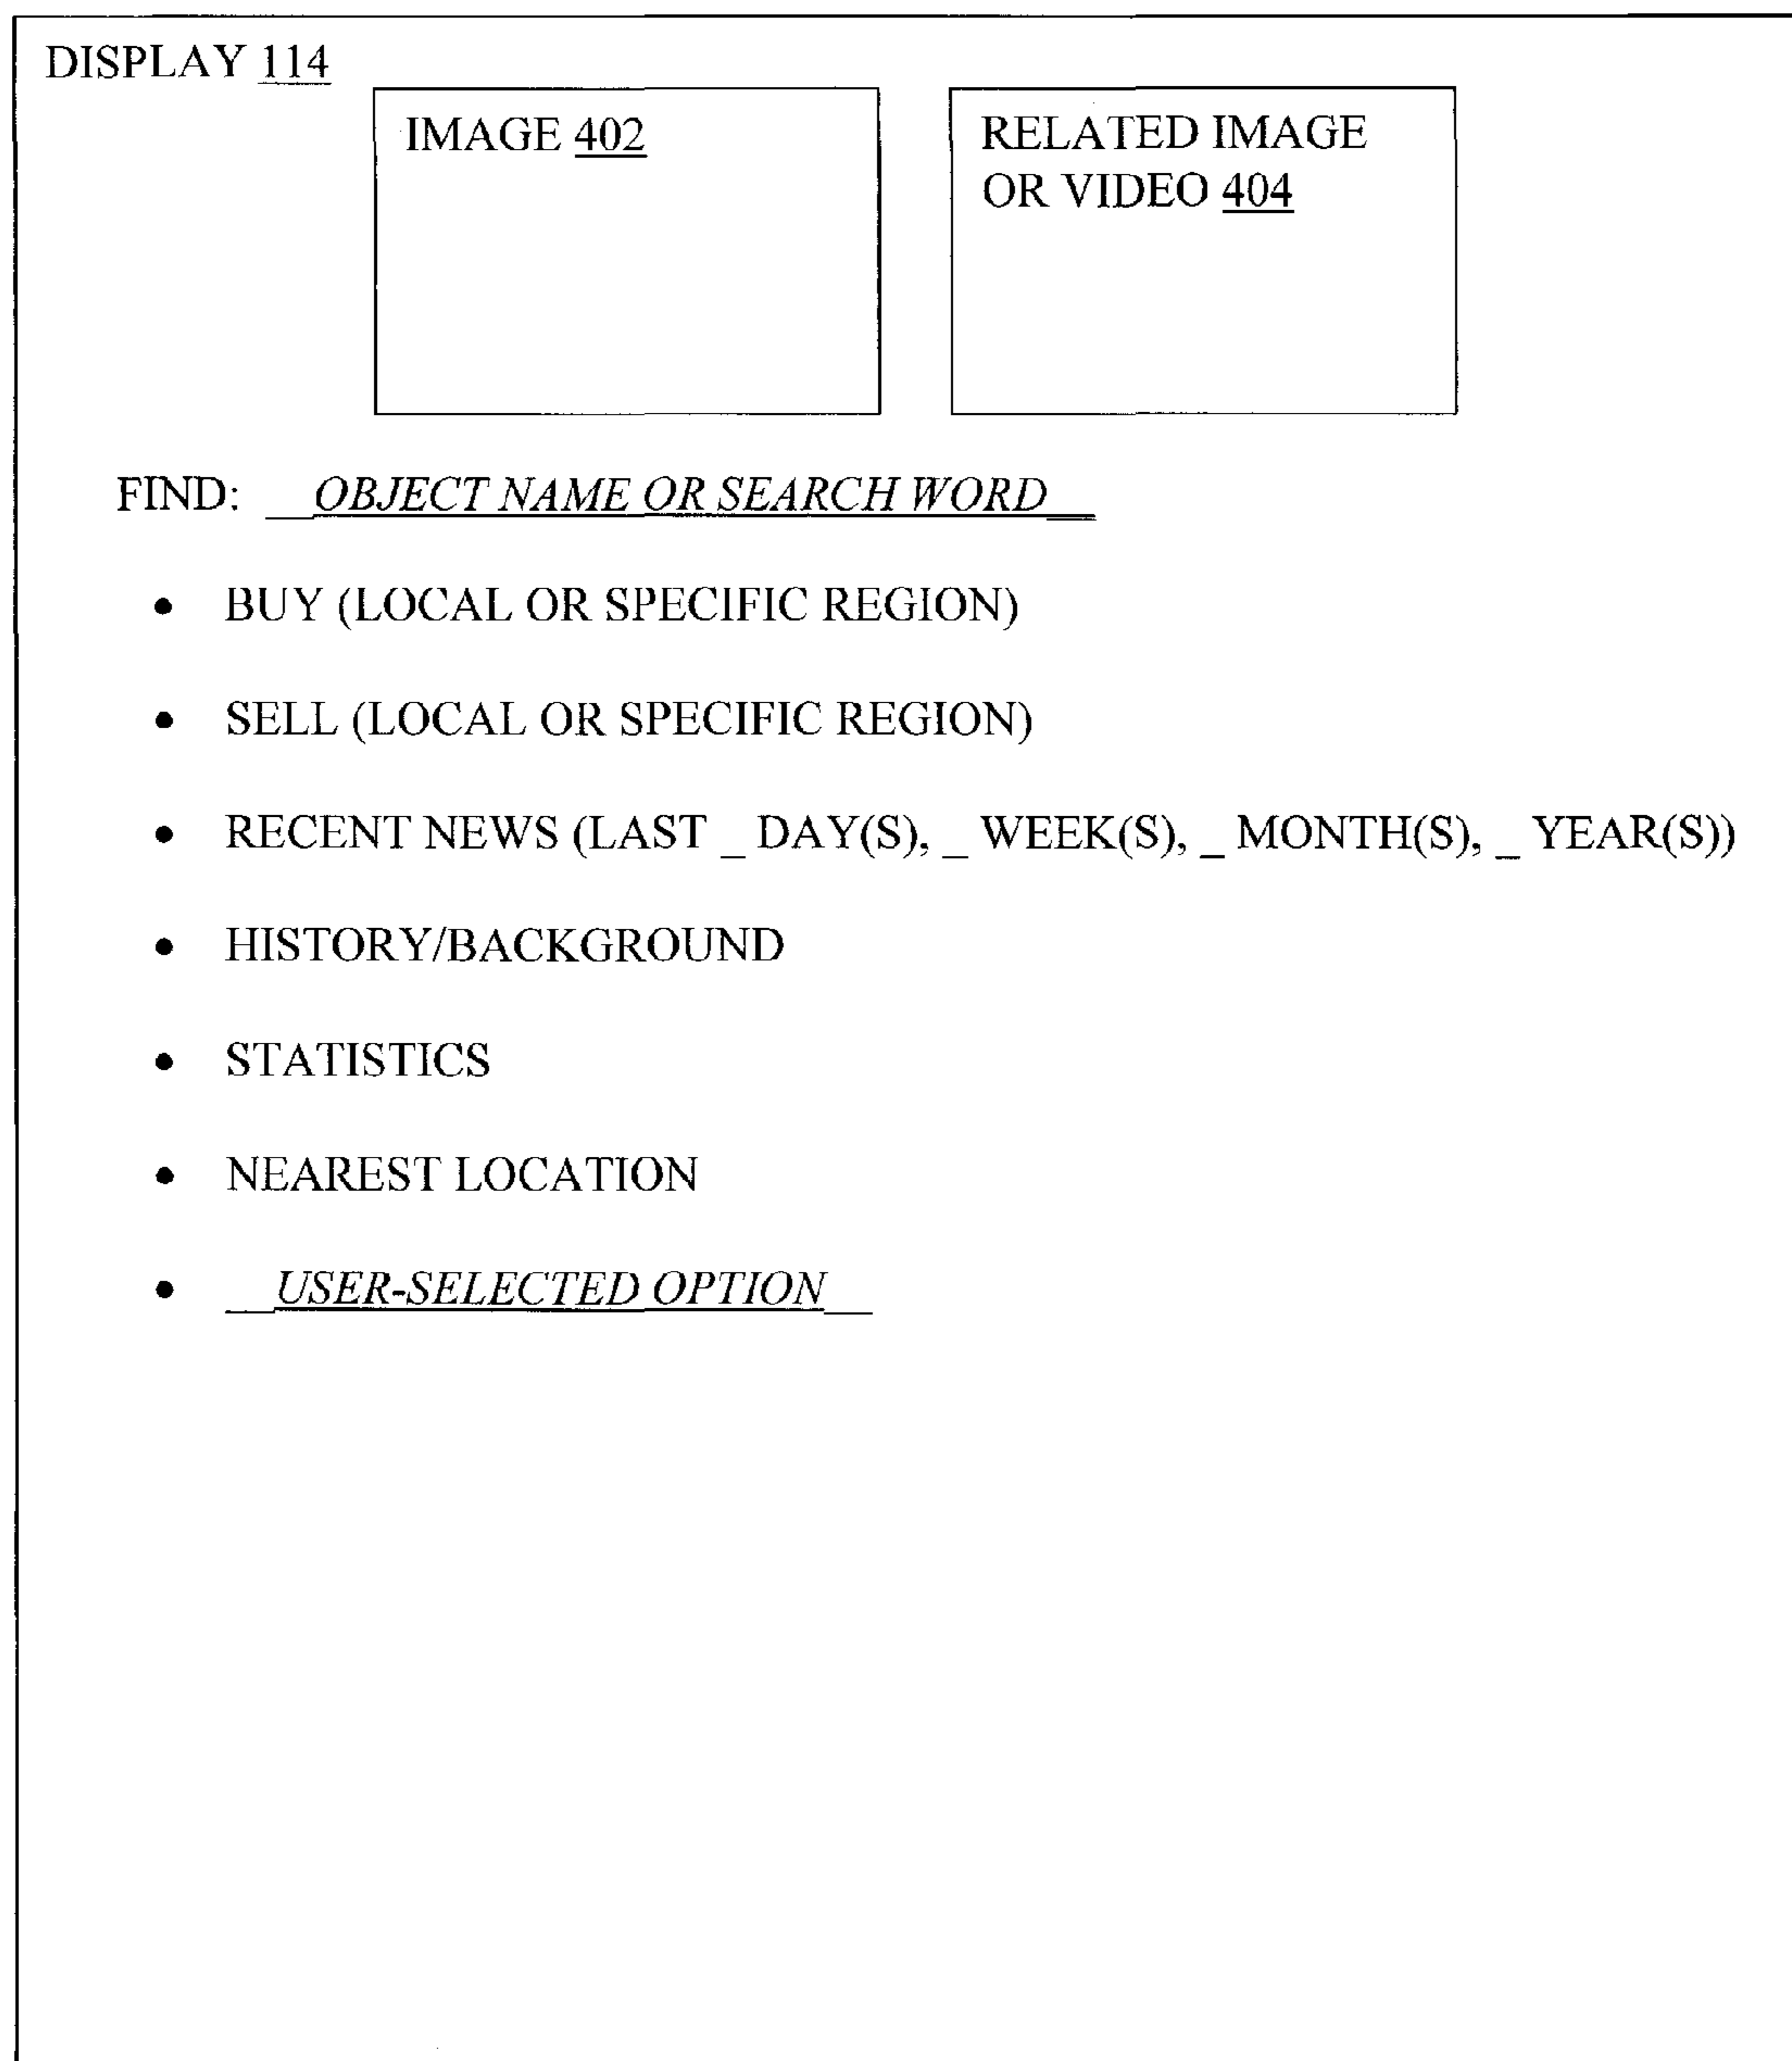 DISPLAY 114
IMAGE 402
RELATED IMAGE
OR VIDEO 404
FIND: __OBJECT NAME OR SEARCH WORD__
• BUY (LOCAL OR SPECIFIC REGION)
• SELL (LOCAL OR SPECIFIC REGION)
• RECENT NEWS (LAST _ DAY(S), _ WEEK(S), _ MONTH(S), _ YEAR(S))
• HISTORY/BACKGROUND
• STATISTICS
• NEAREST LOCATION
• __USER-SELECTED OPTION__